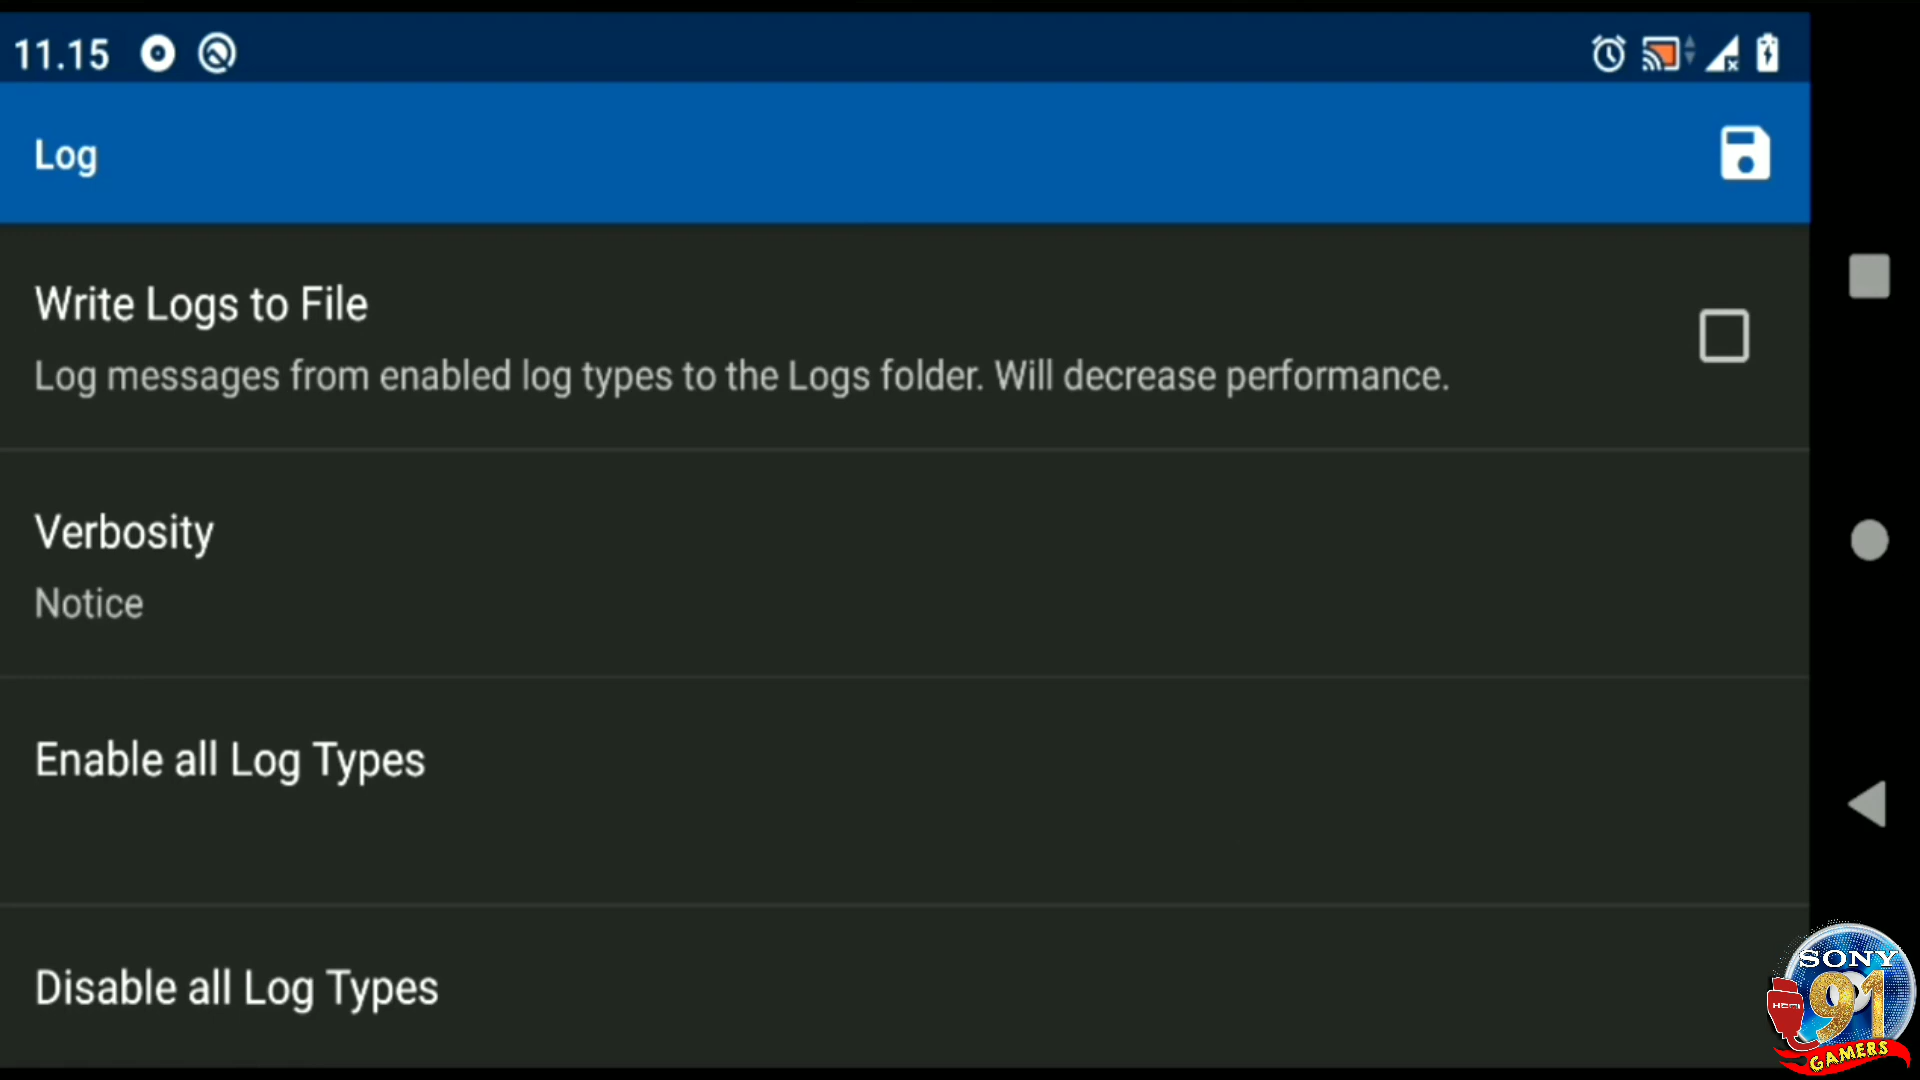 11.15
Log
Write Logs to File
Log messages from enabled log types to the Logs folder. Will decrease performance.
Verbosity
Notice
Enable all Log Types
Disable all Log Types
SONY
HDMI
91
GAMERS